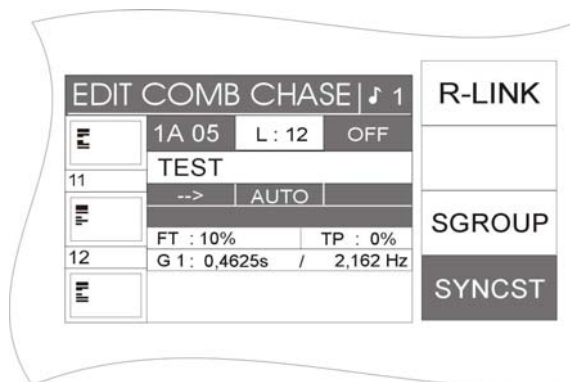 EDIT COMB CHASE | ♪ 1
R-LINK
1A 05 L : 12 OFF
TEST
11
--> AUTO
SGROUP
FT : 10% TP : 0%
12
G 1 : 0,4625s / 2,162 Hz
SYNCST